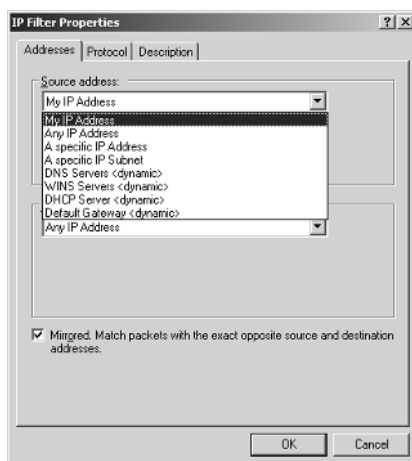 IP Filter Properties
Addresses Protocol Description
Source address:
My IP Address
My IP Address
Any IP Address
A specific IP Address
A specific IP Subnet
DNS Servers <dynamic>
WINS Servers <dynamic>
DHCP Server <dynamic>
Default Gateway <dynamic>
Any IP Address
Mirrored. Match packets with the exact opposite source and destination
addresses.
OK Cancel